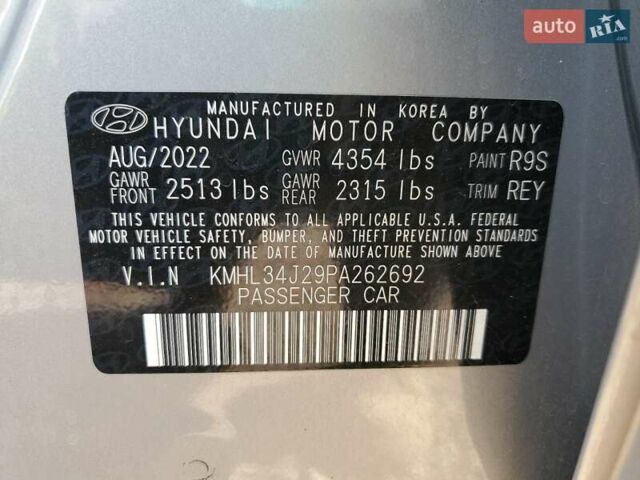 auto RIA.com
MANUFACTURED IN KOREA BY
HYUNDAI MOTOR COMPANY
AUG/2022 GVWR 4354 lbs PAINT R9S
GAWR FRONT 2513 lbs GAWR REAR 2315 lbs TRIM REY
THIS VEHICLE CONFORMS TO ALL APPLICABLE U.S.A. FEDERAL
MOTOR VEHICLE SAFETY, BUMPER, AND THEFT PREVENTION STANDARDS
IN EFFECT ON THE DATE OF MANUFACTURE SHOWN ABOVE
V.I.N KMHL34J29PA262692
PASSENGER CAR